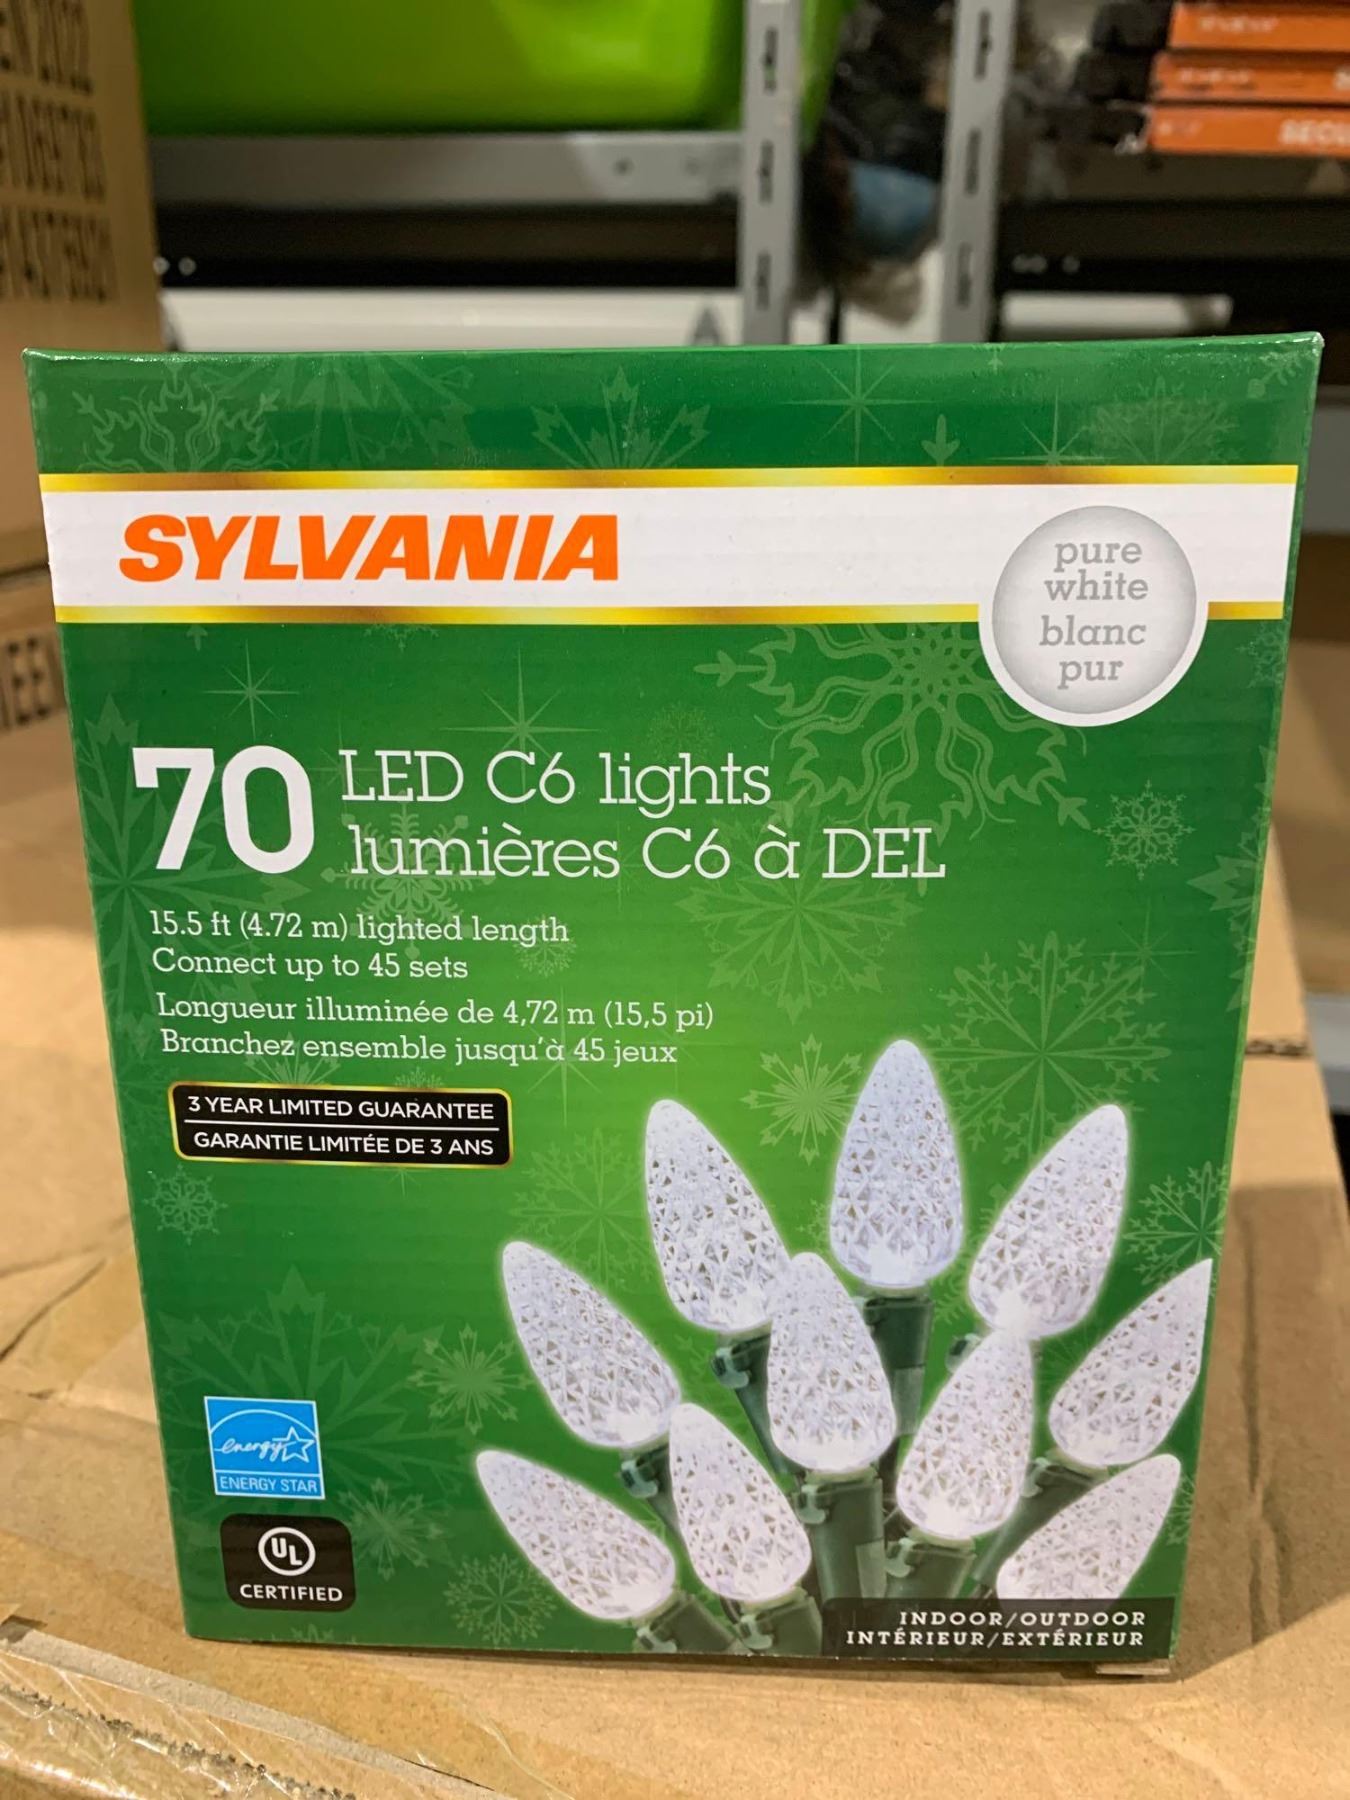 SYLVANIA
pure
white
blanc
pur
70 LED C6 lights
lumières C6 à DEL
15.5 ft (4.72 m) lighted length
Connect up to 45 sets
Longueur illuminée de 4,72 m (15,5 pi)
Branchez ensemble jusqu'à 45 jeux
3 YEAR LIMITED GUARANTEE
GARANTIE LIMITÉE DE 3 ANS
energy
ENERGY STAR
UL
CERTIFIED
INDOOR/OUTDOOR
INTÉRIEUR/EXTÉRIEUR